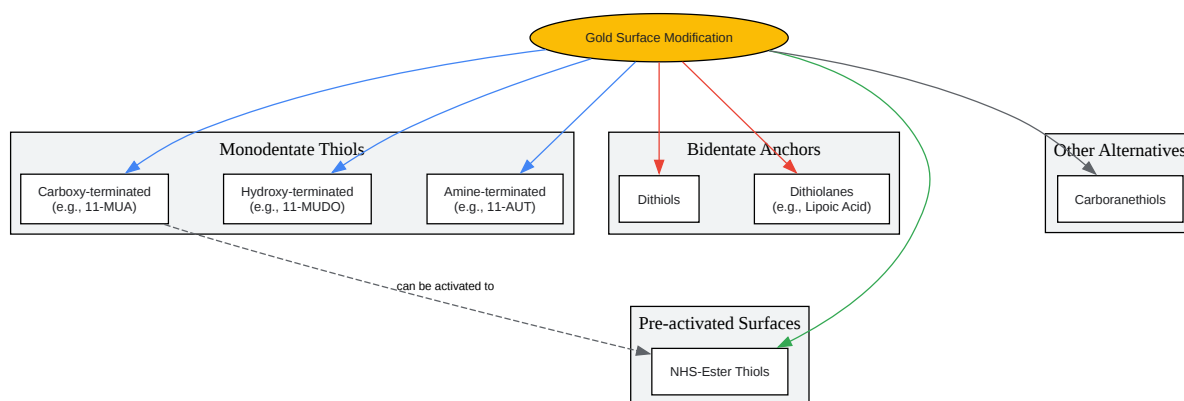 Gold Surface Modification
Monodentate Thiols
Carboxy-terminated
(e.g., 11-MUA)
Hydroxy-terminated
(e.g., 11-MUDO)
Amine-terminated
(e.g., 11-AUT)
Bidentate Anchors
Dithiols
Dithiolanes
(e.g., Lipoic Acid)
Other Alternatives
Carboranethiols
can be activated to
Pre-activated Surfaces
NHS-Ester Thiols